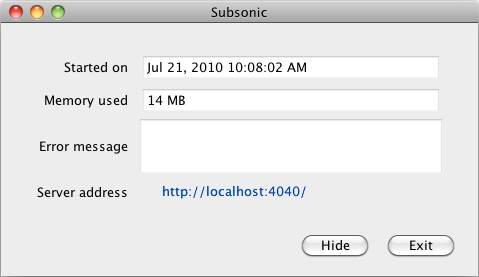 Subsonic
Started on Jul 21, 2010 10:08:02 AM
Memory used 14 MB
Error message
Server address http://localhost:4040/
Hide Exit